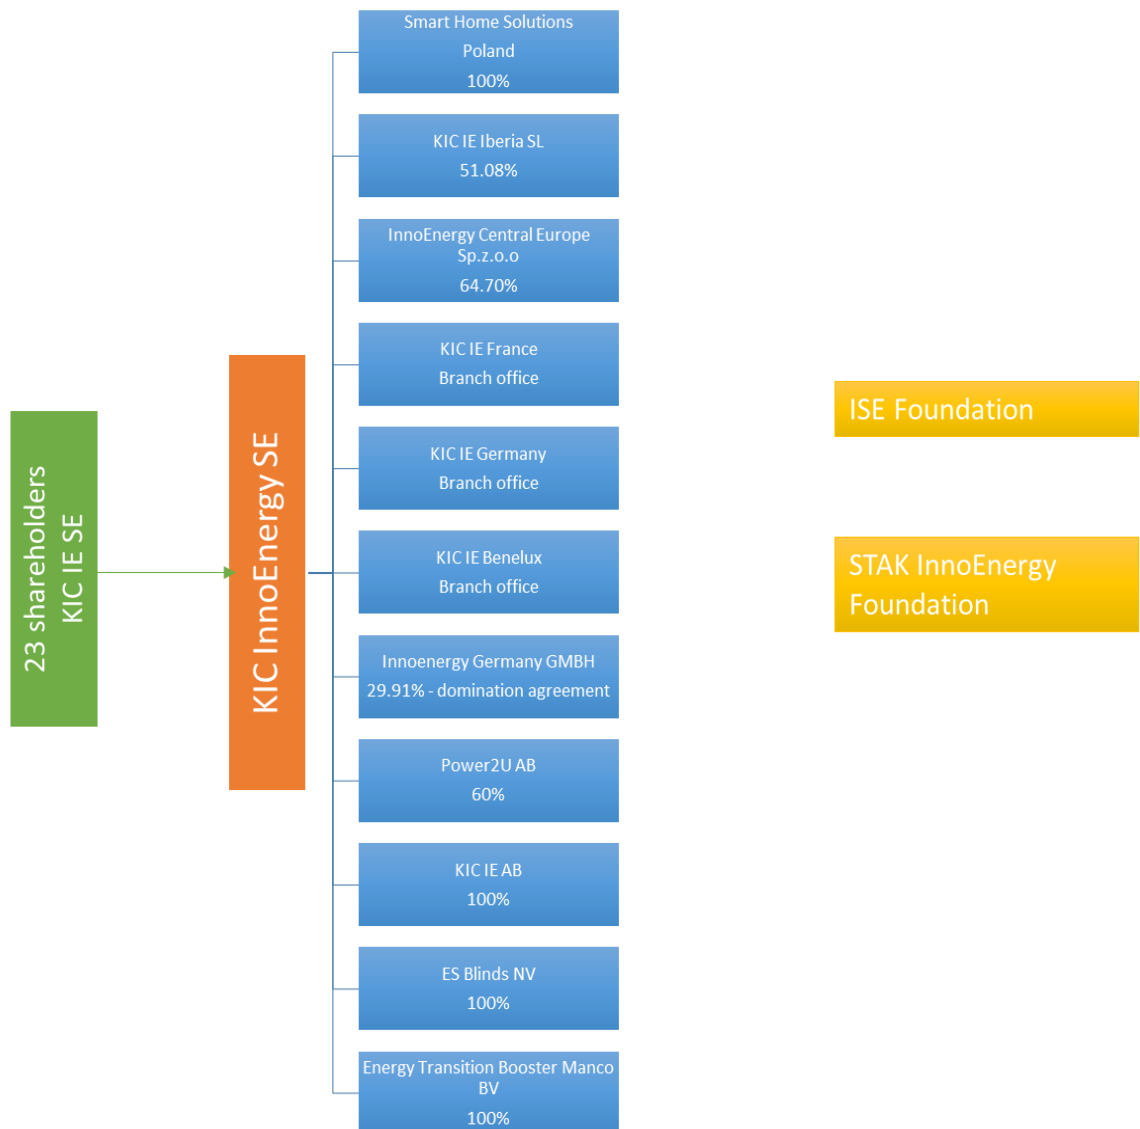 23 shareholders
KIC IE SE
KIC InnoEnergy SE
Smart Home Solutions
Poland
100%
KIC IE Iberia SL
51.08%
InnoEnergy Central Europe
Sp.z.o.o
64.70%
KIC IE France
Branch office
KIC IE Germany
Branch office
KIC IE Benelux
Branch office
Innoenergy Germany GMBH
29.91% - domination agreement
Power2U AB
60%
KIC IE AB
100%
ES Blinds NV
100%
Energy Transition Booster Manco
BV
100%
ISE Foundation
STAK InnoEnergy
Foundation